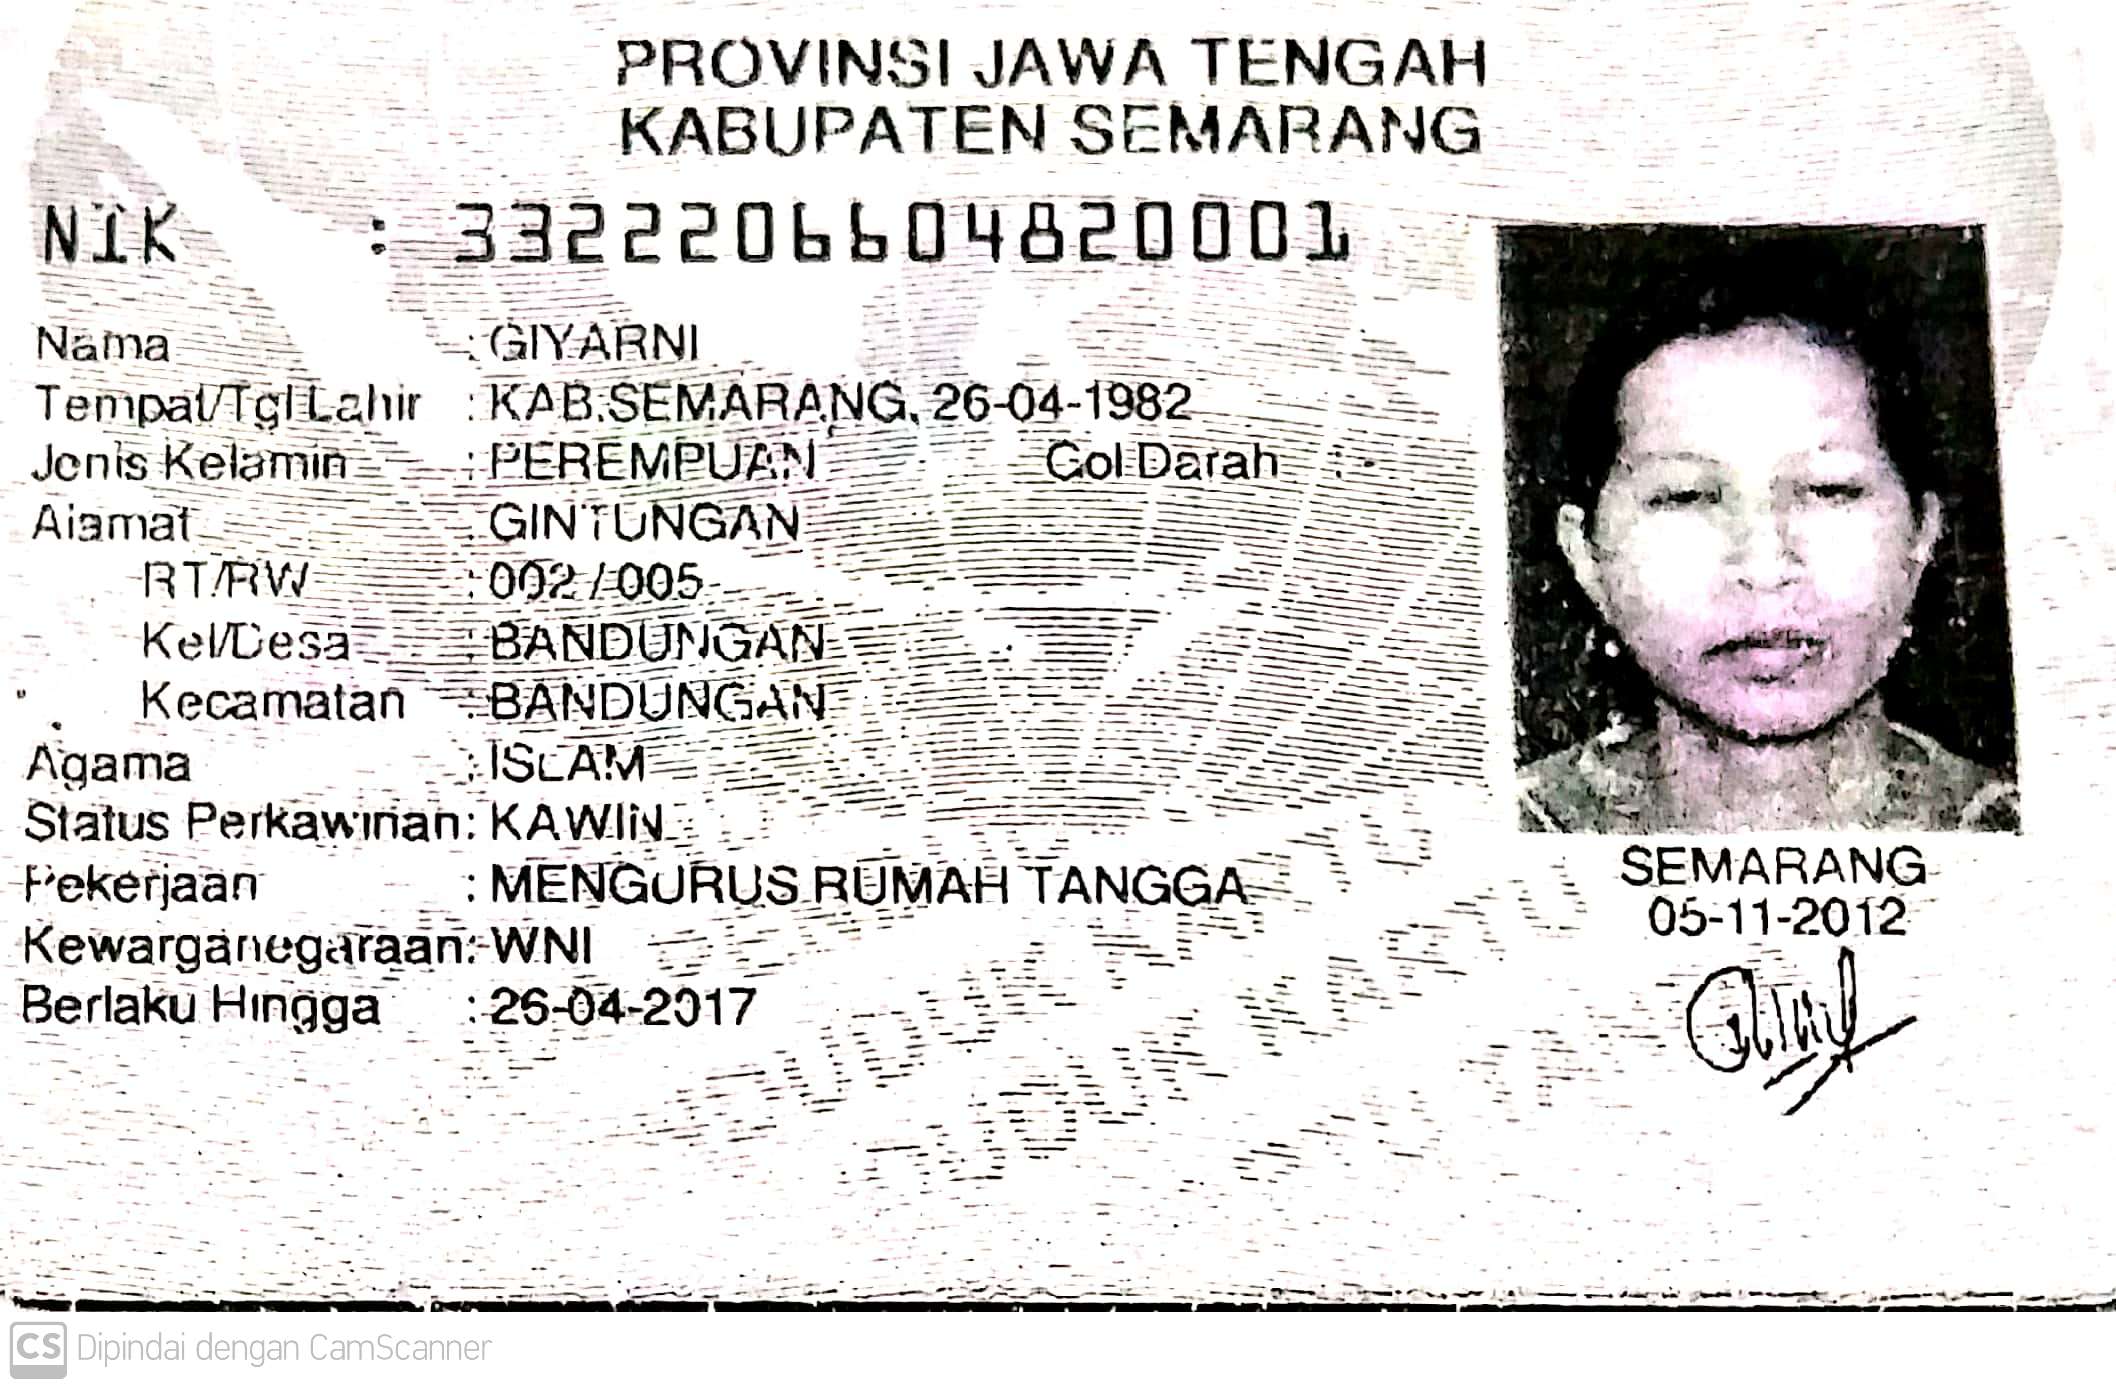 PROVINSI JAWA TENGAH
KABUPATEN SEMARANG
NIK : 3322206604820001
Nama : GIYARNI
Tempat/Tgl Lahir : KAB.SEMARANG, 26-04-1982
Jenis Kelamin : PEREMPUAN Gol Darah : -
Alamat : GINTUNGAN
RT/RW : 002 / 005
Kel/Desa : BANDUNGAN
Kecamatan : BANDUNGAN
Agama : ISLAM
Status Perkawinan : KAWIN
Pekerjaan : MENGURUS RUMAH TANGGA
Kewarganegaraan : WNI
Berlaku Hingga : 26-04-2017
SEMARANG
05-11-2012
CS Dipindai dengan CamScanner